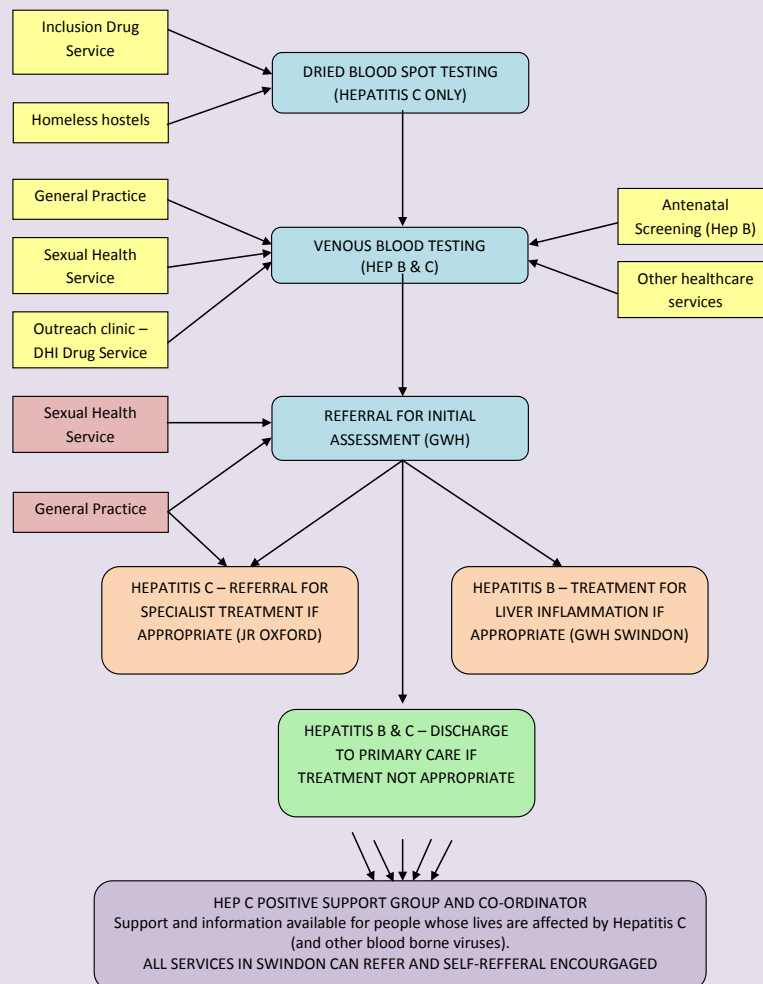 Inclusion Drug
Service
DRIED BLOOD SPOT TESTING
(HEPATITIS C ONLY)
Homeless hostels
General Practice
Antenatal
Screening (Hep B)
Sexual Health
Service
VENOUS BLOOD TESTING
(HEP B & C)
Other healthcare
services
Outreach clinic –
DHI Drug Service
Sexual Health
Service
REFERRAL FOR INITIAL
ASSESSMENT (GWH)
General Practice
HEPATITIS C – REFERRAL FOR
SPECIALIST TREATMENT IF
APPROPRIATE (JR OXFORD)
HEPATITIS B – TREATMENT FOR
LIVER INFLAMMATION IF
APPROPRIATE (GWH SWINDON)
HEPATITIS B & C – DISCHARGE
TO PRIMARY CARE IF
TREATMENT NOT APPROPRIATE
HEP C POSITIVE SUPPORT GROUP AND CO-ORDINATOR
Support and information available for people whose lives are affected by Hepatitis C
(and other blood borne viruses).
ALL SERVICES IN SWINDON CAN REFER AND SELF-REFFERAL ENCOURGAGED